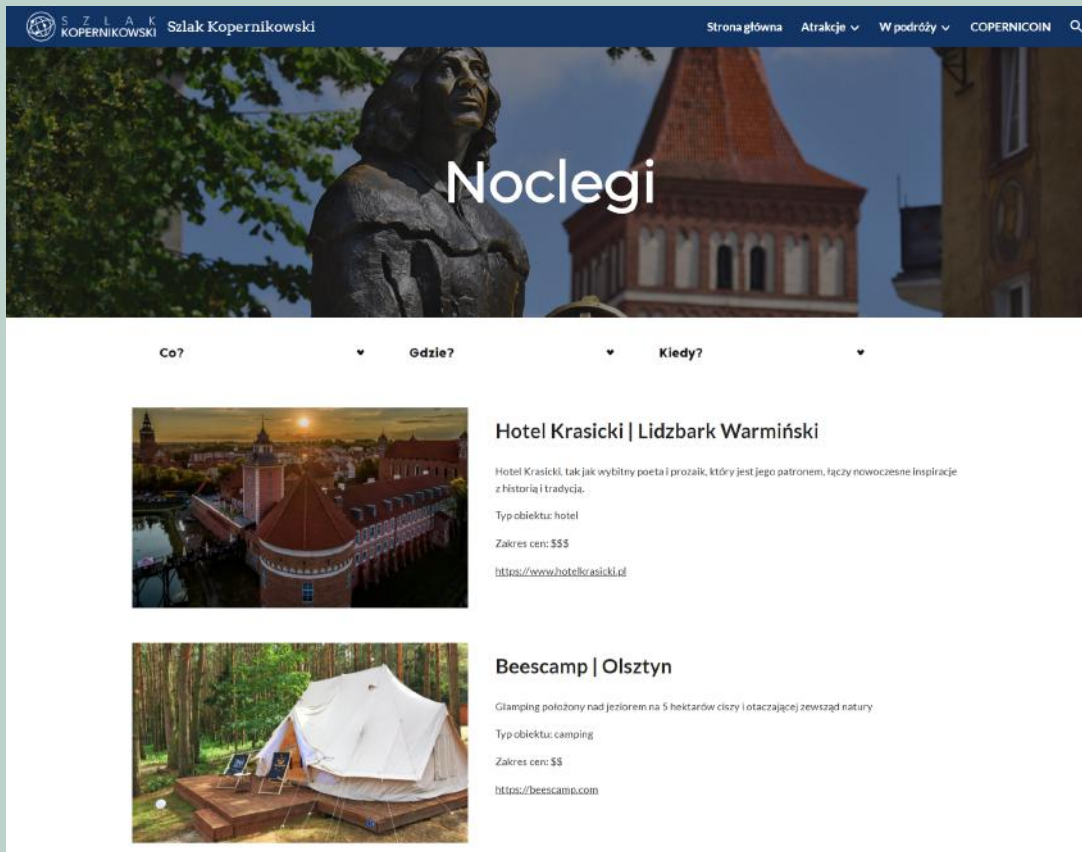 S Z L A K
KOPERNIKOWSKI
Szlak Kopernikowski
Strona główna
Atrakcje
W podróży
COPERNICOIN
Noclegi
Co?
Gdzie?
Kiedy?
Hotel Krasicki | Lidzbark Warmiński
Hotel Krasicki, tak jak wybitny poeta i prozaik, który jest jego patronem, łączy nowoczesne inspiracje
z historią i tradycją.
Typ obiektu: hotel
Zakres cen: $$$
https://www.hotelkrasicki.pl
Beescamp | Olsztyn
Glamping położony nad jeziorem na 5 hektarów ciszy i otaczającej zewsząd natury
Typ obiektu: camping
Zakres cen: $$
https://beescamp.com